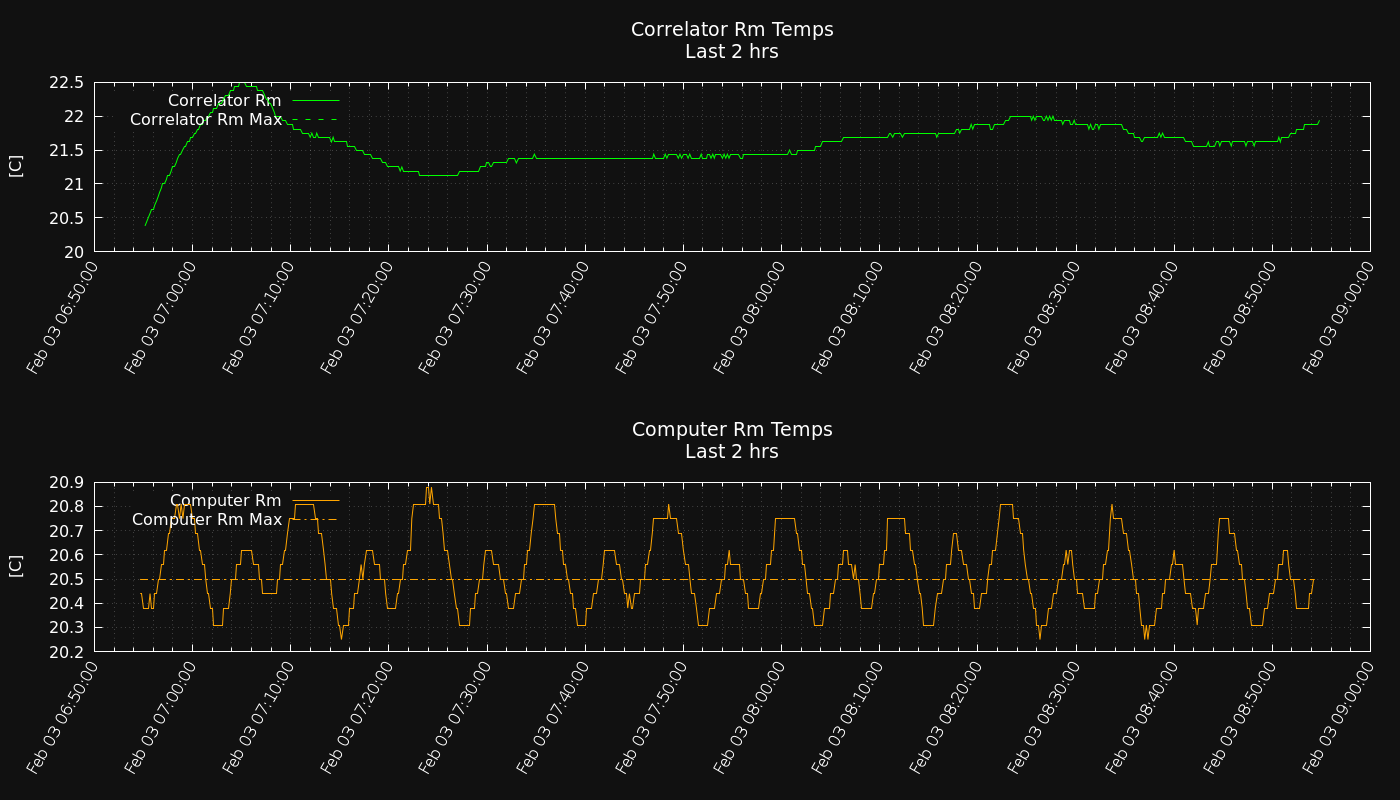 Correlator Rm Temps
Last 2 hrs
22.5
22
21.5
21
20.5
20
[C]
Correlator Rm
Correlator Rm Max
Feb 03 06:50:00
Feb 03 07:00:00
Feb 03 07:10:00
Feb 03 07:20:00
Feb 03 07:30:00
Feb 03 07:40:00
Feb 03 07:50:00
Feb 03 08:00:00
Feb 03 08:10:00
Feb 03 08:20:00
Feb 03 08:30:00
Feb 03 08:40:00
Feb 03 08:50:00
Feb 03 09:00:00
Computer Rm Temps
Last 2 hrs
20.9
20.8
20.7
20.6
20.5
20.4
20.3
20.2
[C]
Computer Rm
Computer Rm Max
Feb 03 06:50:00
Feb 03 07:00:00
Feb 03 07:10:00
Feb 03 07:20:00
Feb 03 07:30:00
Feb 03 07:40:00
Feb 03 07:50:00
Feb 03 08:00:00
Feb 03 08:10:00
Feb 03 08:20:00
Feb 03 08:30:00
Feb 03 08:40:00
Feb 03 08:50:00
Feb 03 09:00:00